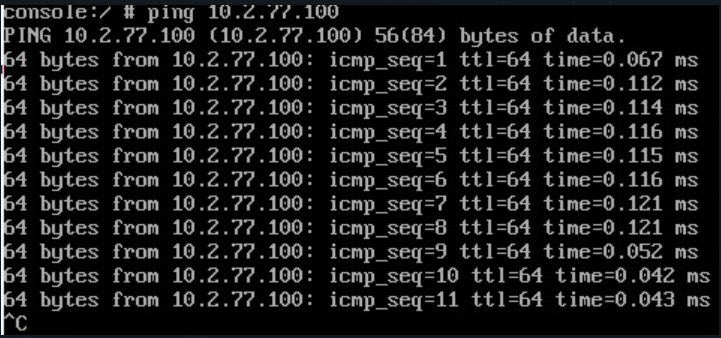 console:/ # ping 10.2.77.100
PING 10.2.77.100 (10.2.77.100) 56(84) bytes of data.
64 bytes from 10.2.77.100: icmp_seq=1 ttl=64 time=0.067 ms
64 bytes from 10.2.77.100: icmp_seq=2 ttl=64 time=0.112 ms
64 bytes from 10.2.77.100: icmp_seq=3 ttl=64 time=0.114 ms
64 bytes from 10.2.77.100: icmp_seq=4 ttl=64 time=0.116 ms
64 bytes from 10.2.77.100: icmp_seq=5 ttl=64 time=0.115 ms
64 bytes from 10.2.77.100: icmp_seq=6 ttl=64 time=0.116 ms
64 bytes from 10.2.77.100: icmp_seq=7 ttl=64 time=0.121 ms
64 bytes from 10.2.77.100: icmp_seq=8 ttl=64 time=0.121 ms
64 bytes from 10.2.77.100: icmp_seq=9 ttl=64 time=0.052 ms
64 bytes from 10.2.77.100: icmp_seq=10 ttl=64 time=0.042 ms
64 bytes from 10.2.77.100: icmp_seq=11 ttl=64 time=0.043 ms
^C